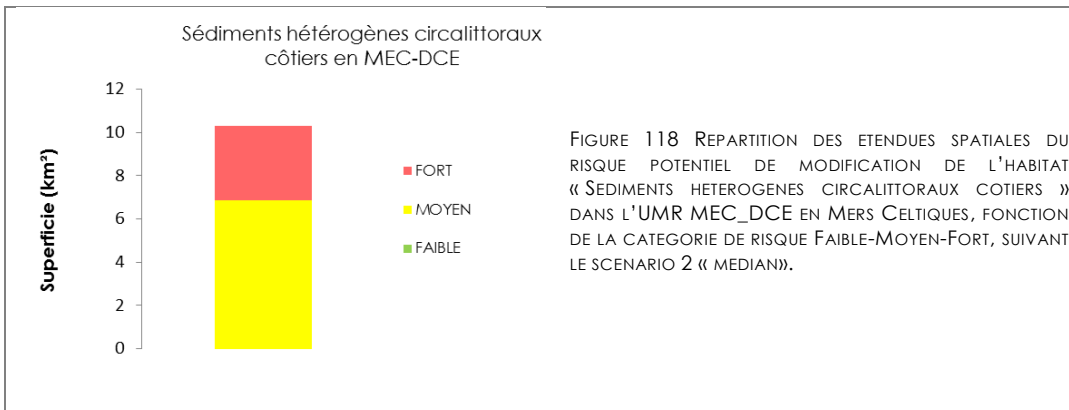 Sédiments hétérogènes circalittoraux
côtiers en MEC-DCE
12
10
8
6
4
2
0
Superficie (km²)
FORT
MOYEN
FAIBLE
FIGURE 118 REPARTITION DES ETENDUES SPATIALES DU
RISQUE POTENTIEL DE MODIFICATION DE L'HABITAT
« SEDIMENTS HETEROGENES CIRCALITTORAUX COTIERS »
DANS L'UMR MEC_DCE EN MERS CELTIQUES, FONCTION
DE LA CATEGORIE DE RISQUE FAIBLE-MOYEN-FORT, SUIVANT
LE SCENARIO 2 « MEDIAN».